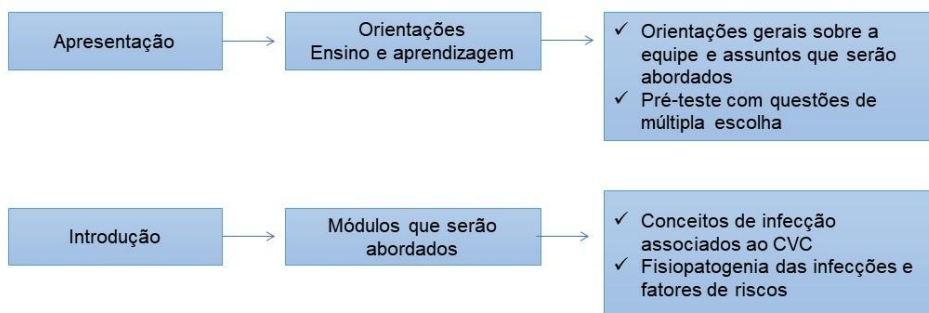 Apresentação
Orientações
Ensino e aprendizagem
✓ Orientações gerais sobre a
equipe e assuntos que serão
abordados
✓ Pré-teste com questões de
múltipla escolha
Introdução
Módulos que serão
abordados
✓ Conceitos de infecção
associados ao CVC
✓ Fisiopatogenia das infecções e
fatores de riscos